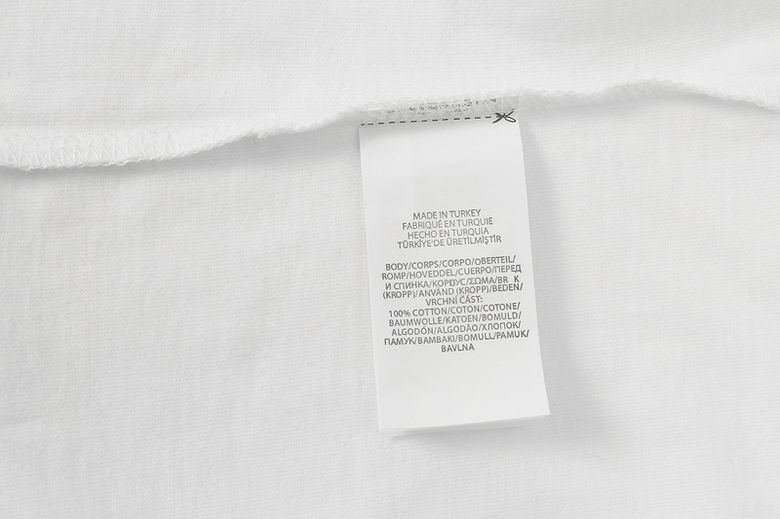 MADE IN TURKEY
FABRIQUÉ EN TURQUIE
HECHO EN TURQUIA
TÜRKİYE'DE ÜRETİLMİŞTİR
BODY/CORPS/CORPO/OBERTEIL/
ROMP/HOVEDDEL/CUERPO/ПЕРЕД
И СПИНКА/КОРПУС/ΣΩΜΑ/BR K
(KROPP)/ANVÄND (KROPP)/BEDEN/
VRCHNÍ ČÁST:
100% COTTON/COTON/COTONE/
BAUMWOLLE/KATOEN/BOMULD/
ALGODÓN/ALGODÃO/ХЛОПОК/
ПАМУК/BAMBAKI/BOMULL/PAMUK/
BAVLNA